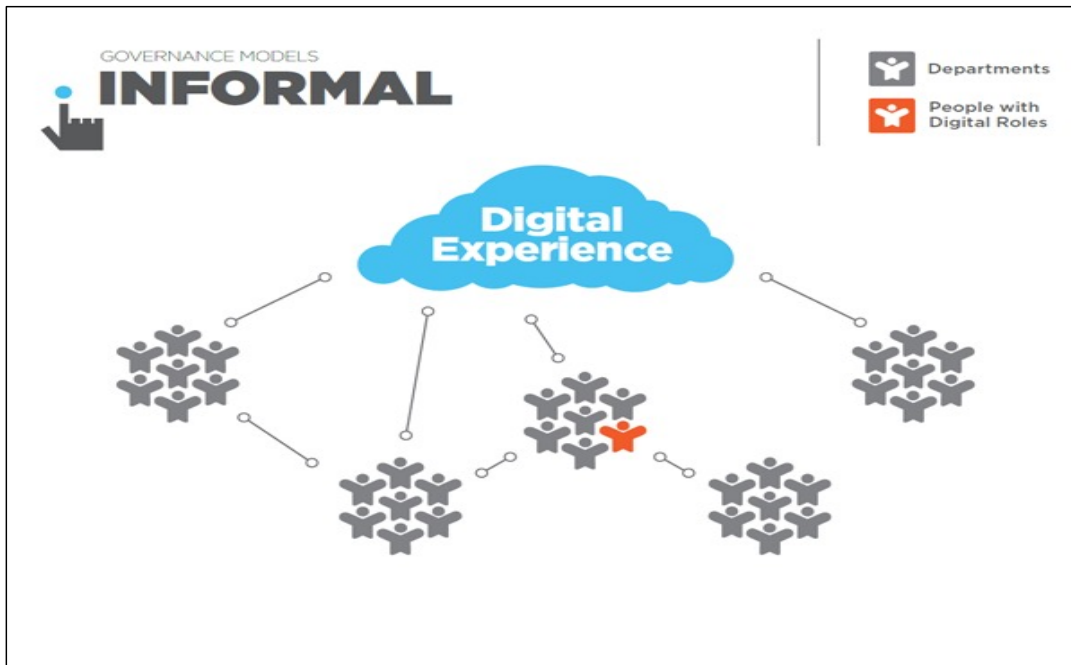 GOVERNANCE MODELS
INFORMAL
Departments
People with
Digital Roles
Digital
Experience